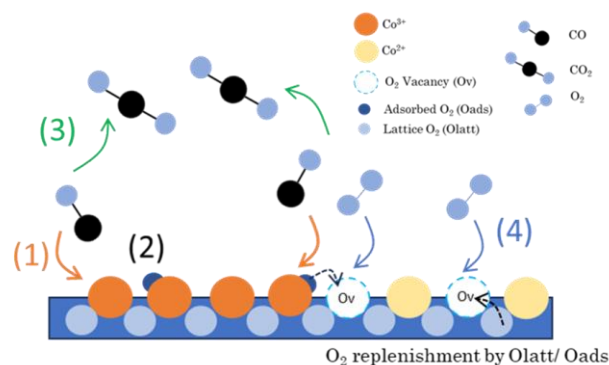 Co³⁺
Co²⁺
O₂ Vacancy (Ov)
Adsorbed O₂ (Oads)
Lattice O₂ (Olatt)
CO
CO₂
O₂
(3)
(1)
(2)
(4)
Ov
Ov
O₂ replenishment by Olatt/ Oads